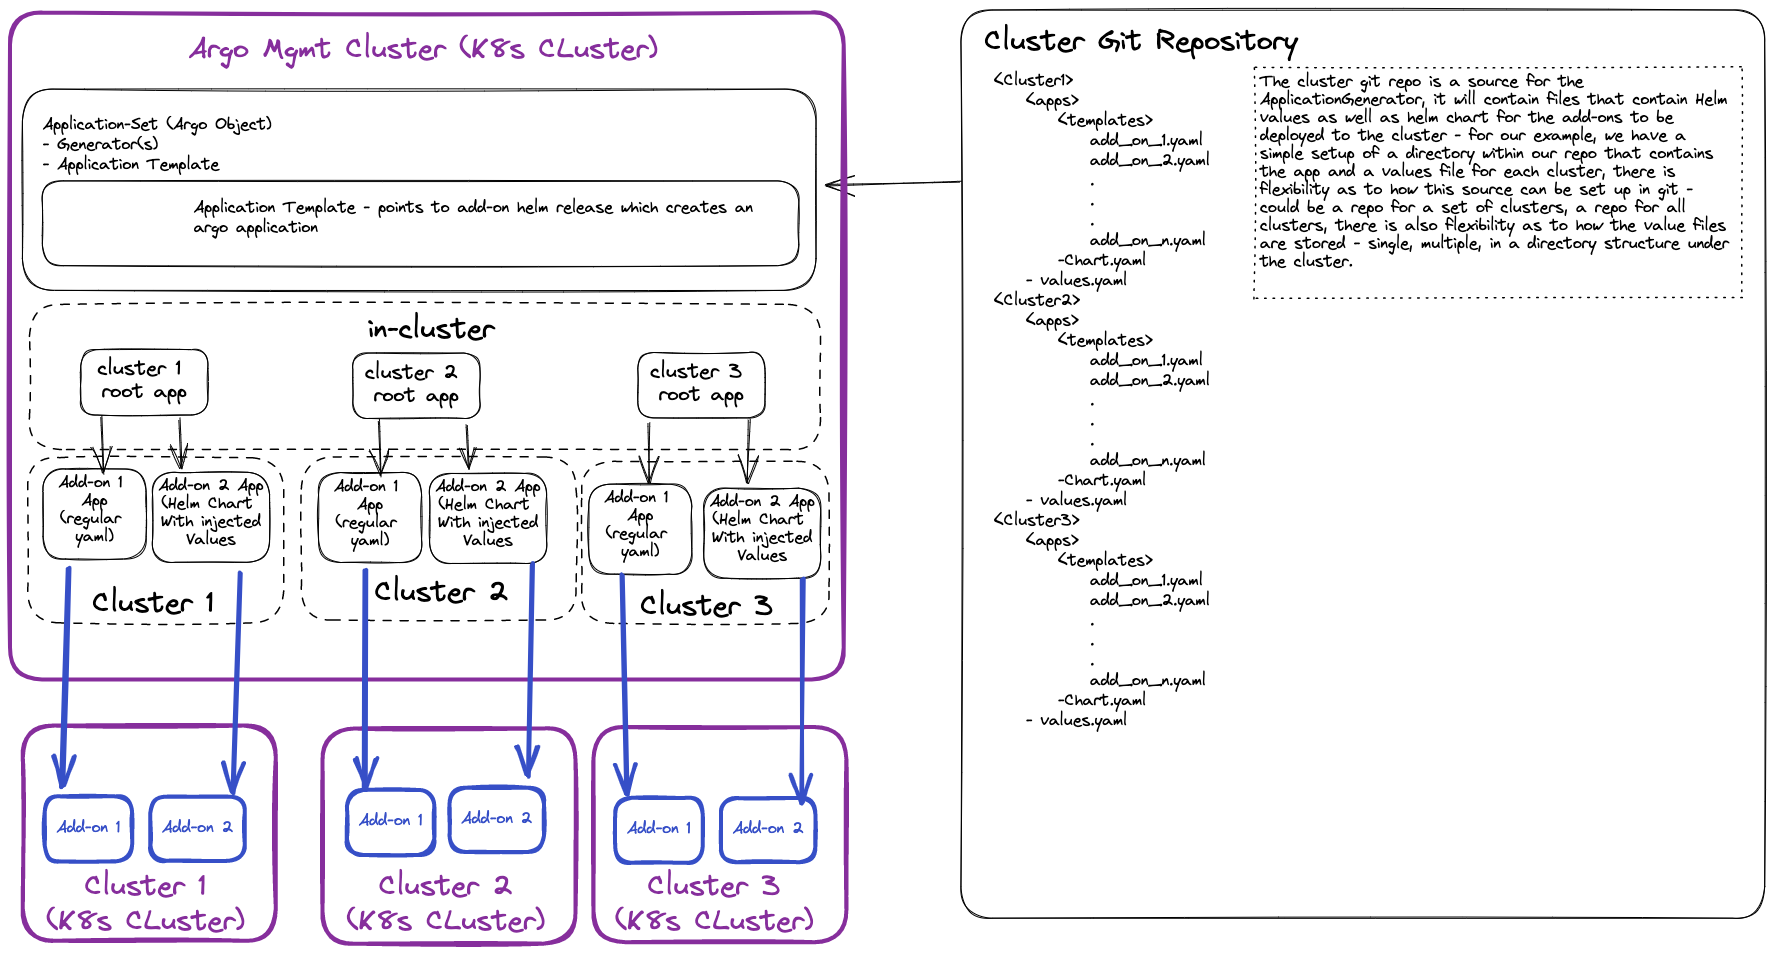 Argo Mgmt Cluster (K8s CLuster)
Application-Set (Argo Object)
- Generator(s)
- Application Template
Application Template - points to add-on helm release which creates an
argo application
in-cluster
cluster 1
root app
cluster 2
root app
cluster 3
root app
Add-on 1
App
(regular
yaml)
Add-on 2 App
(Helm Chart
With injected
Values
Cluster 1
Add-on 1
App
(regular
yaml)
Add-on 2 App
(Helm Chart
With injected
Values
Cluster 2
Add-on 1
App
(regular
yaml)
Add-on 2 App
(Helm Chart
With injected
Values
Cluster 3
Add-on 1
Add-on 2
Cluster 1
(K8s CLuster)
Add-on 1
Add-on 2
Cluster 2
(K8s CLuster)
Add-on 1
Add-on 2
Cluster 3
(K8s CLuster)
Cluster Git Repository
<Cluster1>
<apps>
<templates>
add_on_1.yaml
add_on_2.yaml
.
.
.
add_on_n.yaml
-Chart.yaml
- values.yaml
<Cluster2>
<apps>
<templates>
add_on_1.yaml
add_on_2.yaml
.
.
.
add_on_n.yaml
-Chart.yaml
- values.yaml
<Cluster3>
<apps>
<templates>
add_on_1.yaml
add_on_2.yaml
.
.
.
add_on_n.yaml
-Chart.yaml
- values.yaml
The cluster git repo is a source for the
ApplicationGenerator, it will contain files that contain Helm
values as well as helm chart for the add-ons to be
deployed to the cluster - for our example, we have a
simple setup of a directory within our repo that contains
the app and a values file for each cluster, there is
flexibility as to how this source can be set up in git -
could be a repo for a set of clusters, a repo for all
clusters, there is also flexibility as to how the value files
are stored - single, multiple, in a directory structure under
the cluster.